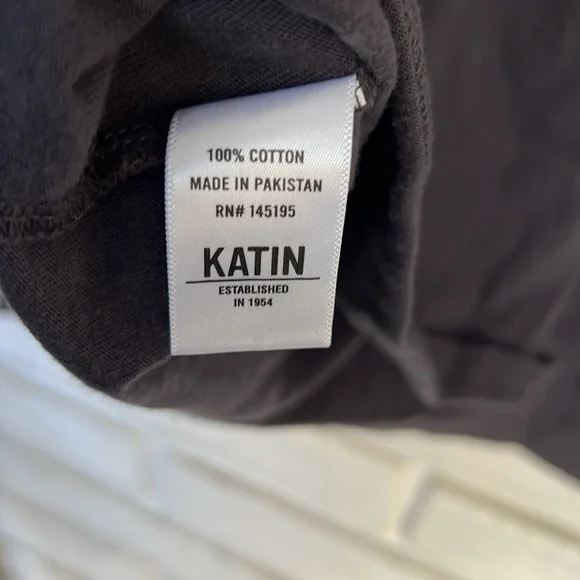 100% COTTON
MADE IN PAKISTAN
RN# 145195
KATIN
ESTABLISHED
IN 1954